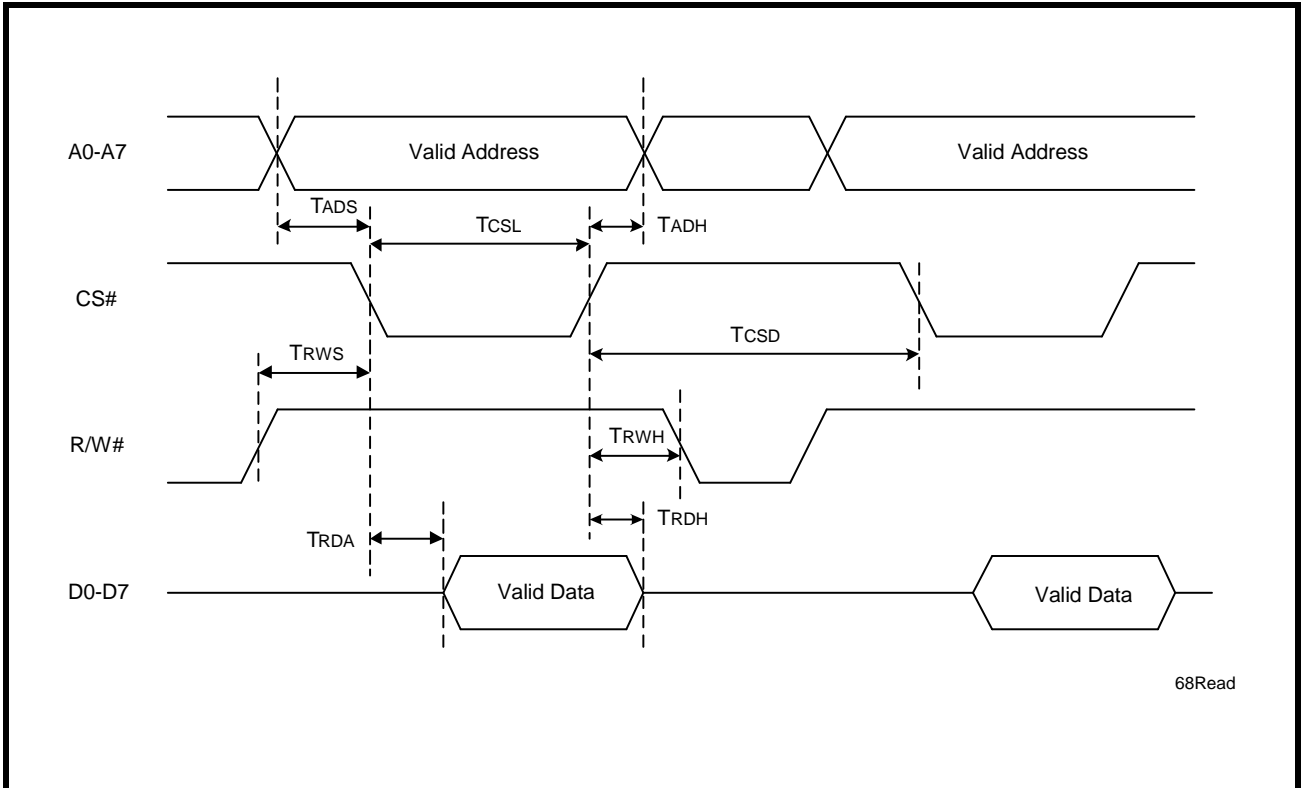 A0-A7
Valid Address
Valid Address
TADS
TCSL
TADH
CS#
TRWS
TCSD
R/W#
TRWH
TRDA
TRDH
D0-D7
Valid Data
Valid Data
68Read